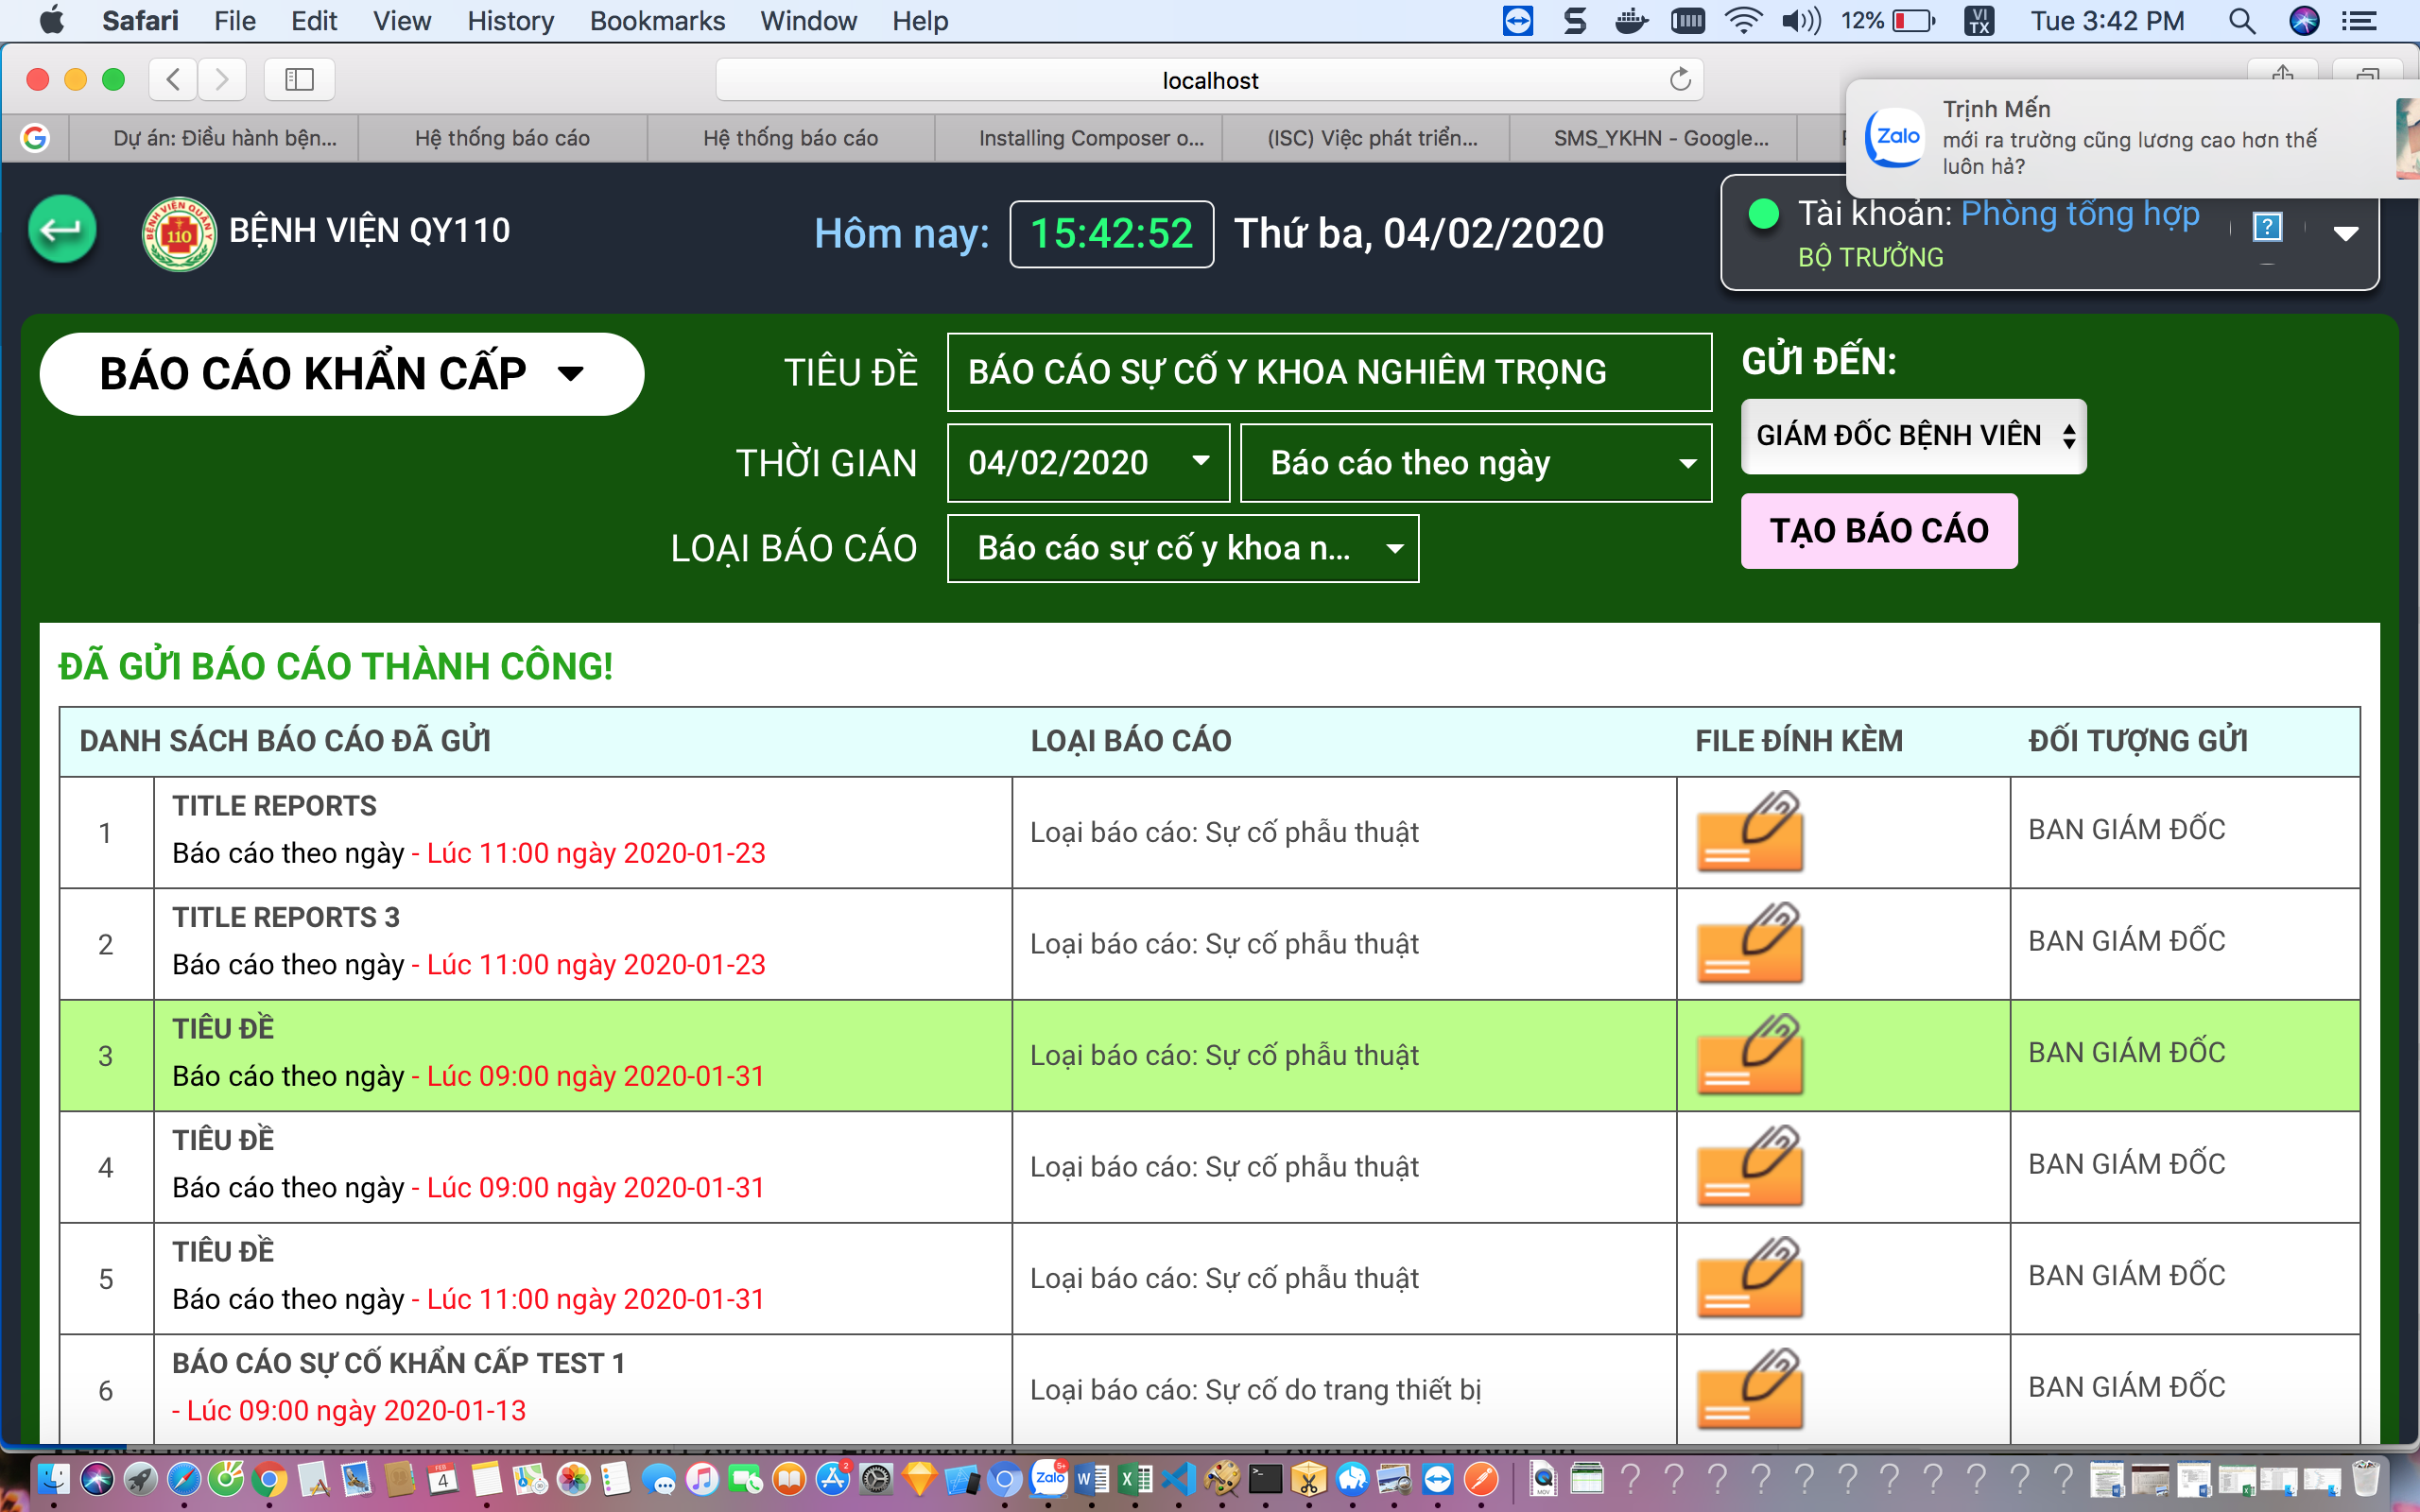 Safari File Edit View History Bookmarks Window Help 12% VI TX Tue 3:42 PM
localhost
Dự án: Điều hành bện... Hệ thống báo cáo Hệ thống báo cáo Installing Composer o... (ISC) Việc phát triển... SMS_YKHN - Google...
Zalo
Trịnh Mến
mới ra trường cũng lương cao hơn thế
luôn hả?
BỆNH VIỆN QUÂN Y
110
BỆNH VIỆN QY110
Hôm nay: 15:42:52 Thứ ba, 04/02/2020
Tài khoản: Phòng tổng hợp
BỘ TRƯỞNG
BÁO CÁO KHẨN CẤP
TIÊU ĐỀ BÁO CÁO SỰ CỐ Y KHOA NGHIÊM TRỌNG
THỜI GIAN 04/02/2020 Báo cáo theo ngày
LOẠI BÁO CÁO Báo cáo sự cố y khoa n...
GỬI ĐẾN:
GIÁM ĐỐC BỆNH VIÊN
TẠO BÁO CÁO
ĐÃ GỬI BÁO CÁO THÀNH CÔNG!
DANH SÁCH BÁO CÁO ĐÃ GỬI LOẠI BÁO CÁO FILE ĐÍNH KÈM ĐỐI TƯỢNG GỬI
1 TITLE REPORTS
Báo cáo theo ngày - Lúc 11:00 ngày 2020-01-23 Loại báo cáo: Sự cố phẫu thuật BAN GIÁM ĐỐC
2 TITLE REPORTS 3
Báo cáo theo ngày - Lúc 11:00 ngày 2020-01-23 Loại báo cáo: Sự cố phẫu thuật BAN GIÁM ĐỐC
3 TIÊU ĐỀ
Báo cáo theo ngày - Lúc 09:00 ngày 2020-01-31 Loại báo cáo: Sự cố phẫu thuật BAN GIÁM ĐỐC
4 TIÊU ĐỀ
Báo cáo theo ngày - Lúc 09:00 ngày 2020-01-31 Loại báo cáo: Sự cố phẫu thuật BAN GIÁM ĐỐC
5 TIÊU ĐỀ
Báo cáo theo ngày - Lúc 11:00 ngày 2020-01-31 Loại báo cáo: Sự cố phẫu thuật BAN GIÁM ĐỐC
6 BÁO CÁO SỰ CỐ KHẨN CẤP TEST 1
- Lúc 09:00 ngày 2020-01-13 Loại báo cáo: Sự cố do trang thiết bị BAN GIÁM ĐỐC
FEB
4 2 Zalo 5+